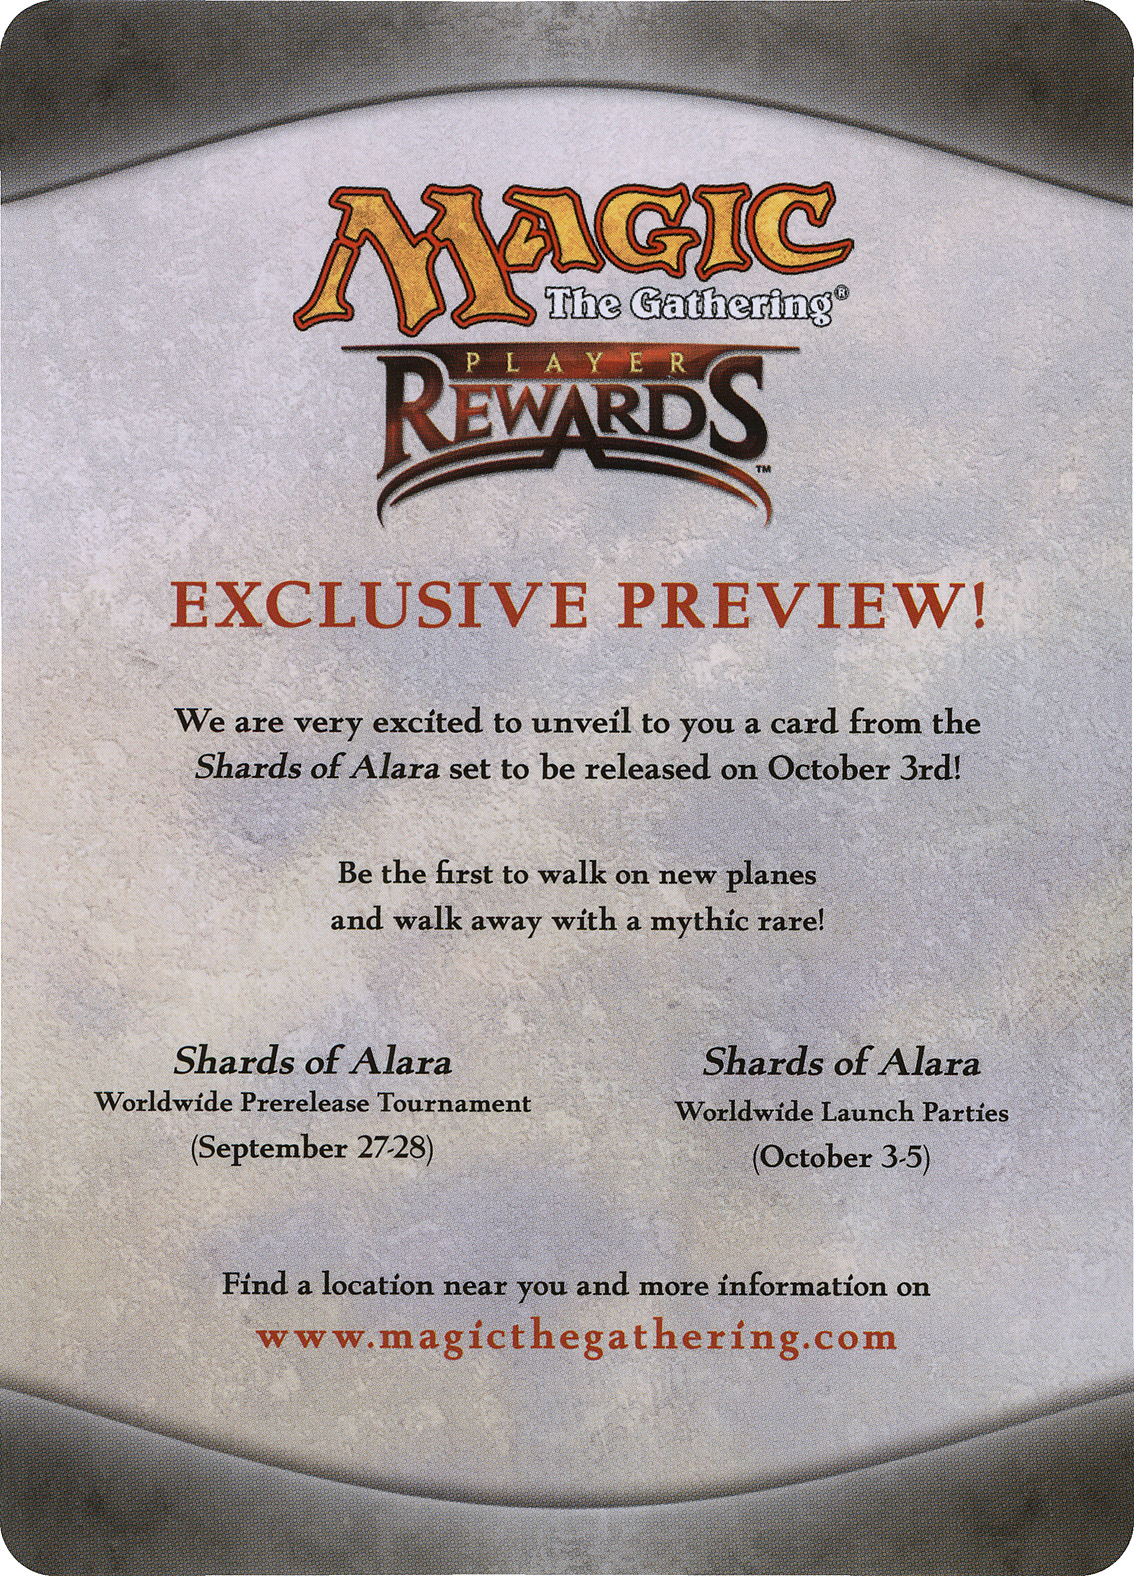 MAGIC
The Gathering®
PLAYER
REWARDS™
EXCLUSIVE PREVIEW!
We are very excited to unveil to you a card from the
Shards of Alara set to be released on October 3rd!
Be the first to walk on new planes
and walk away with a mythic rare!
Shards of Alara
Worldwide Prerelease Tournament
(September 27-28)
Shards of Alara
Worldwide Launch Parties
(October 3-5)
Find a location near you and more information on
www.magicthegathering.com